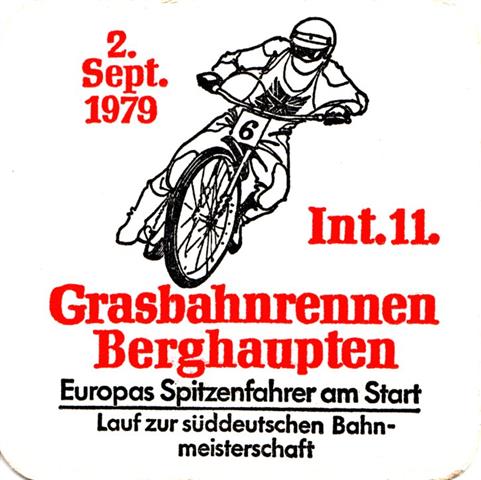 2.
Sept.
1979
6
Int.11.
Grasbahnrennen
Berghaupten
Europas Spitzenfahrer am Start
Lauf zur süddeutschen Bahn-
meisterschaft